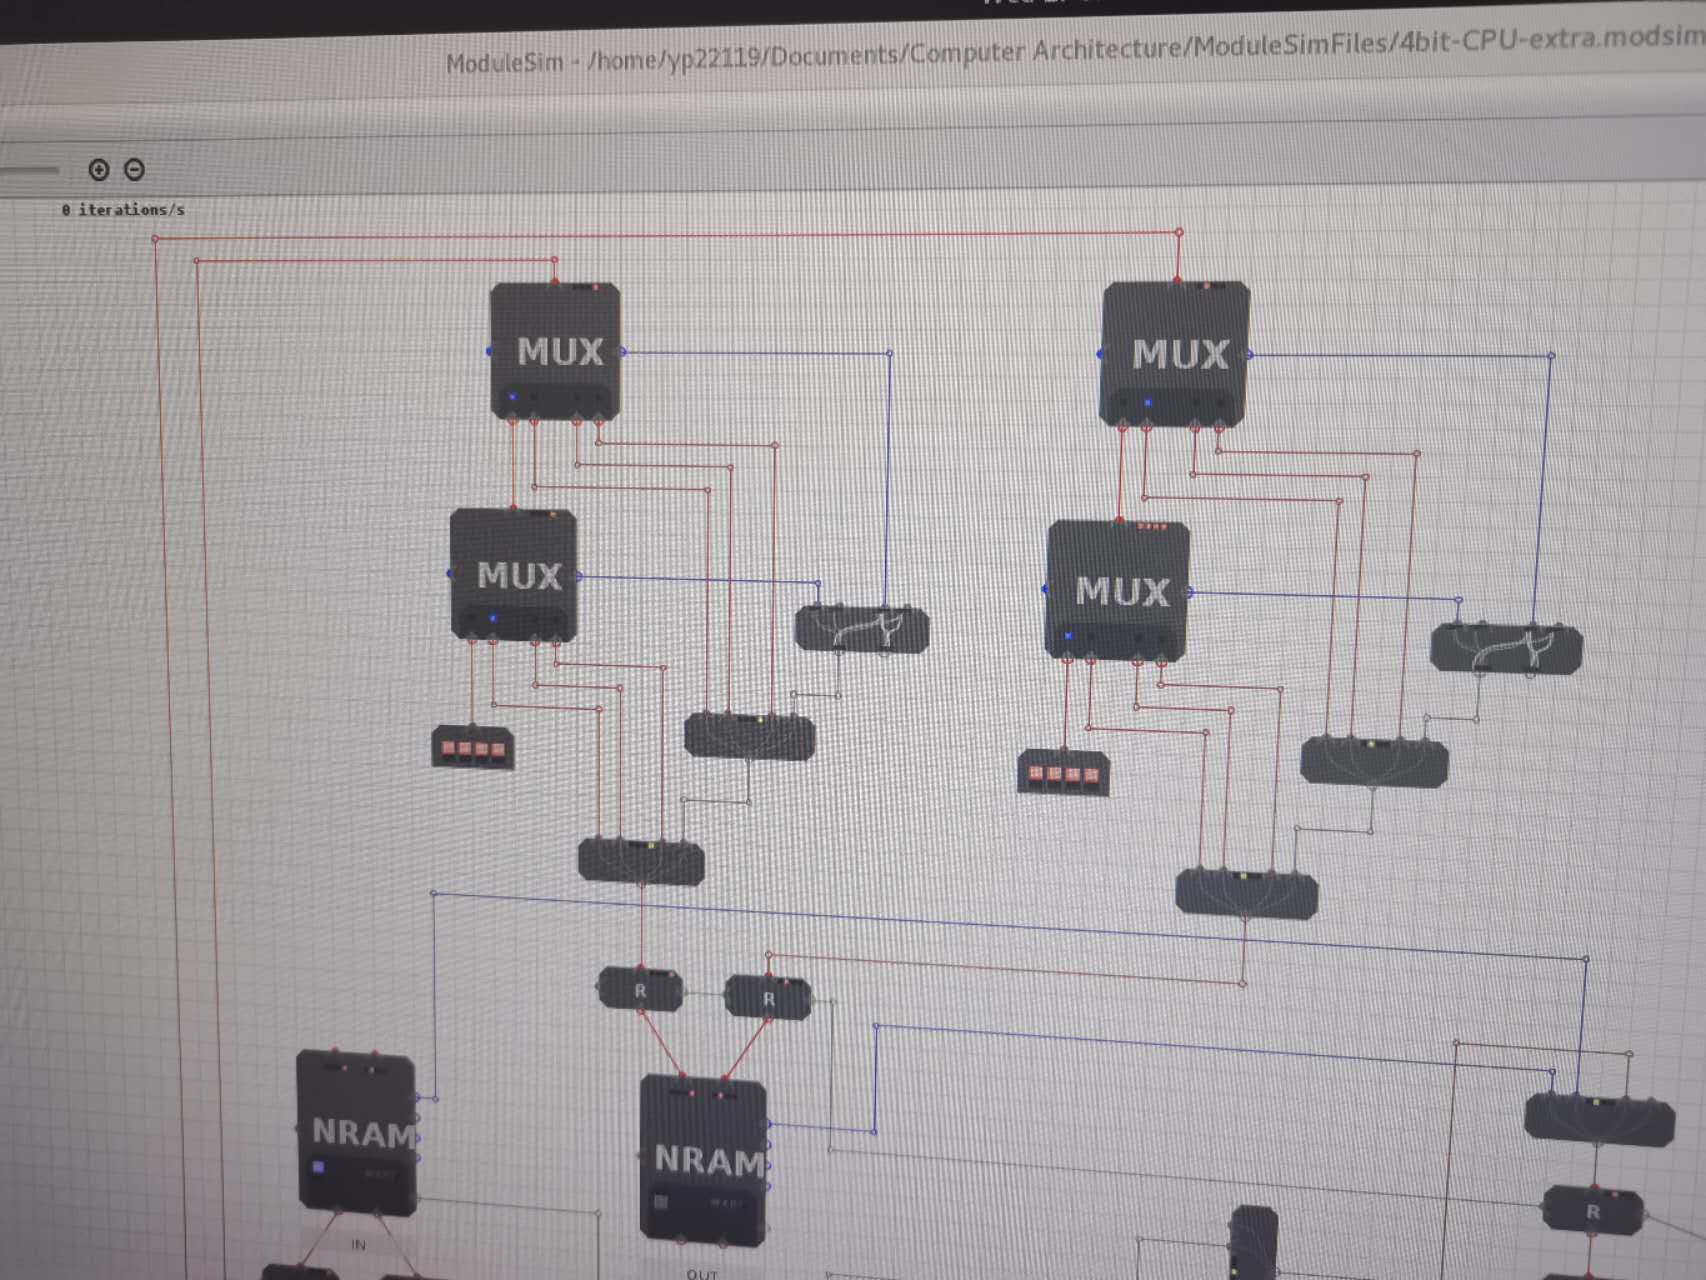 ModuleSim - /home/yp22119/Documents/Computer Architecture/ModuleSimFiles/4bit-CPU-extra.modsim
0 iterations/s
MUX
MUX
MUX
MUX
R
R
NRAM
NRAM
R
IN
OUT